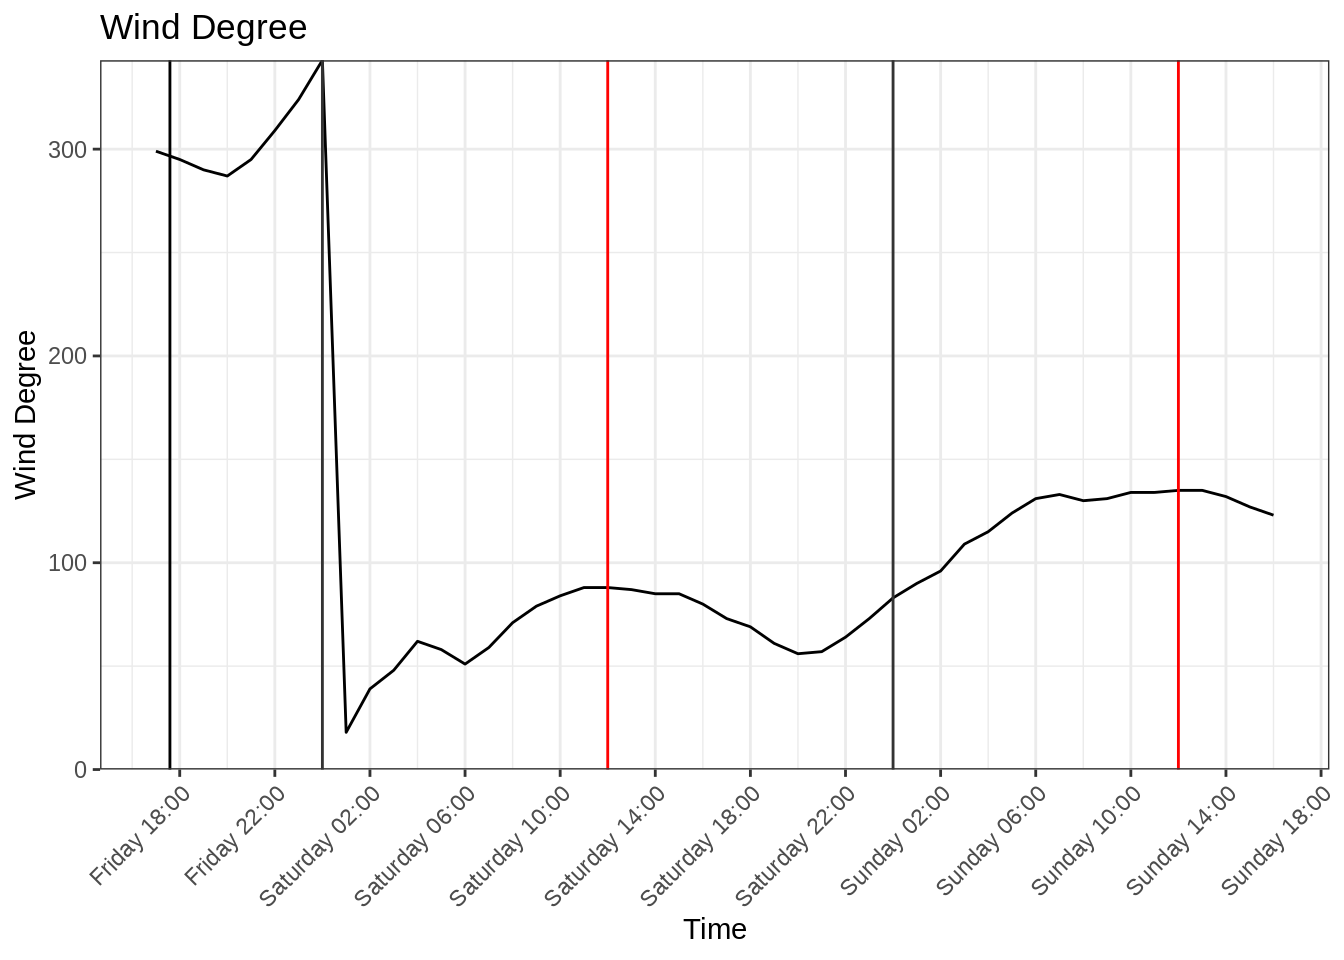 Wind Degree
Wind Degree
300
200
100
0
Friday 18:00
Friday 22:00
Saturday 02:00
Saturday 06:00
Saturday 10:00
Saturday 14:00
Saturday 18:00
Saturday 22:00
Sunday 02:00
Sunday 06:00
Sunday 10:00
Sunday 14:00
Sunday 18:00
Time